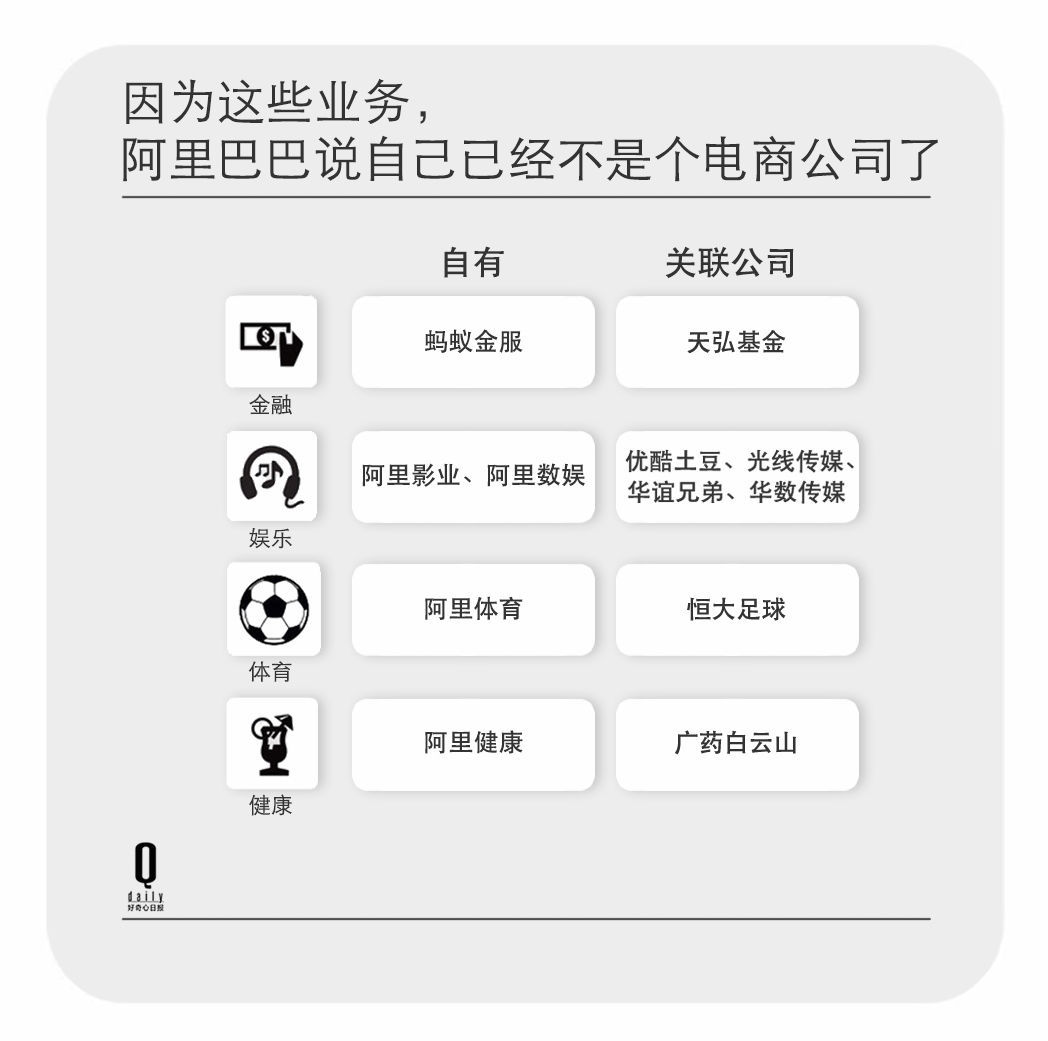 因为这些业务，
阿里巴巴说自己已经不是个电商公司了
自有 关联公司
蚂蚁金服 天弘基金
金融
阿里影业、阿里数娱 优酷土豆、光线传媒、
华谊兄弟、华数传媒
娱乐
阿里体育 恒大足球
体育
阿里健康 广药白云山
健康
Q
daily
好奇心日报